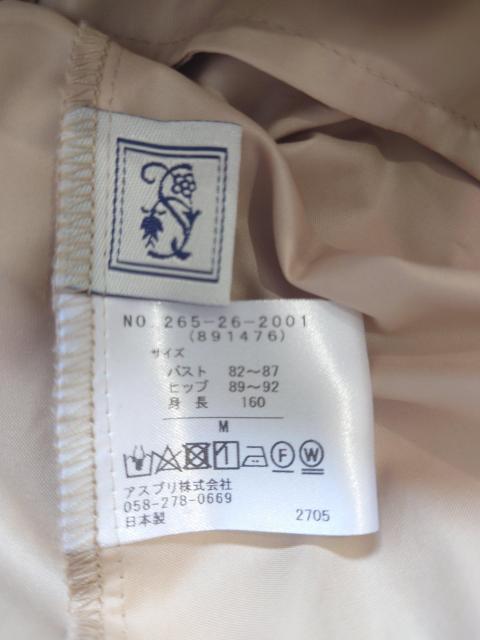 NO. 265-26-2001
(891476)
サイズ
バスト 82～87
ヒップ 89～92
身長 160
M
F W
アスプリ株式会社
058-278-0669
日本製 2705